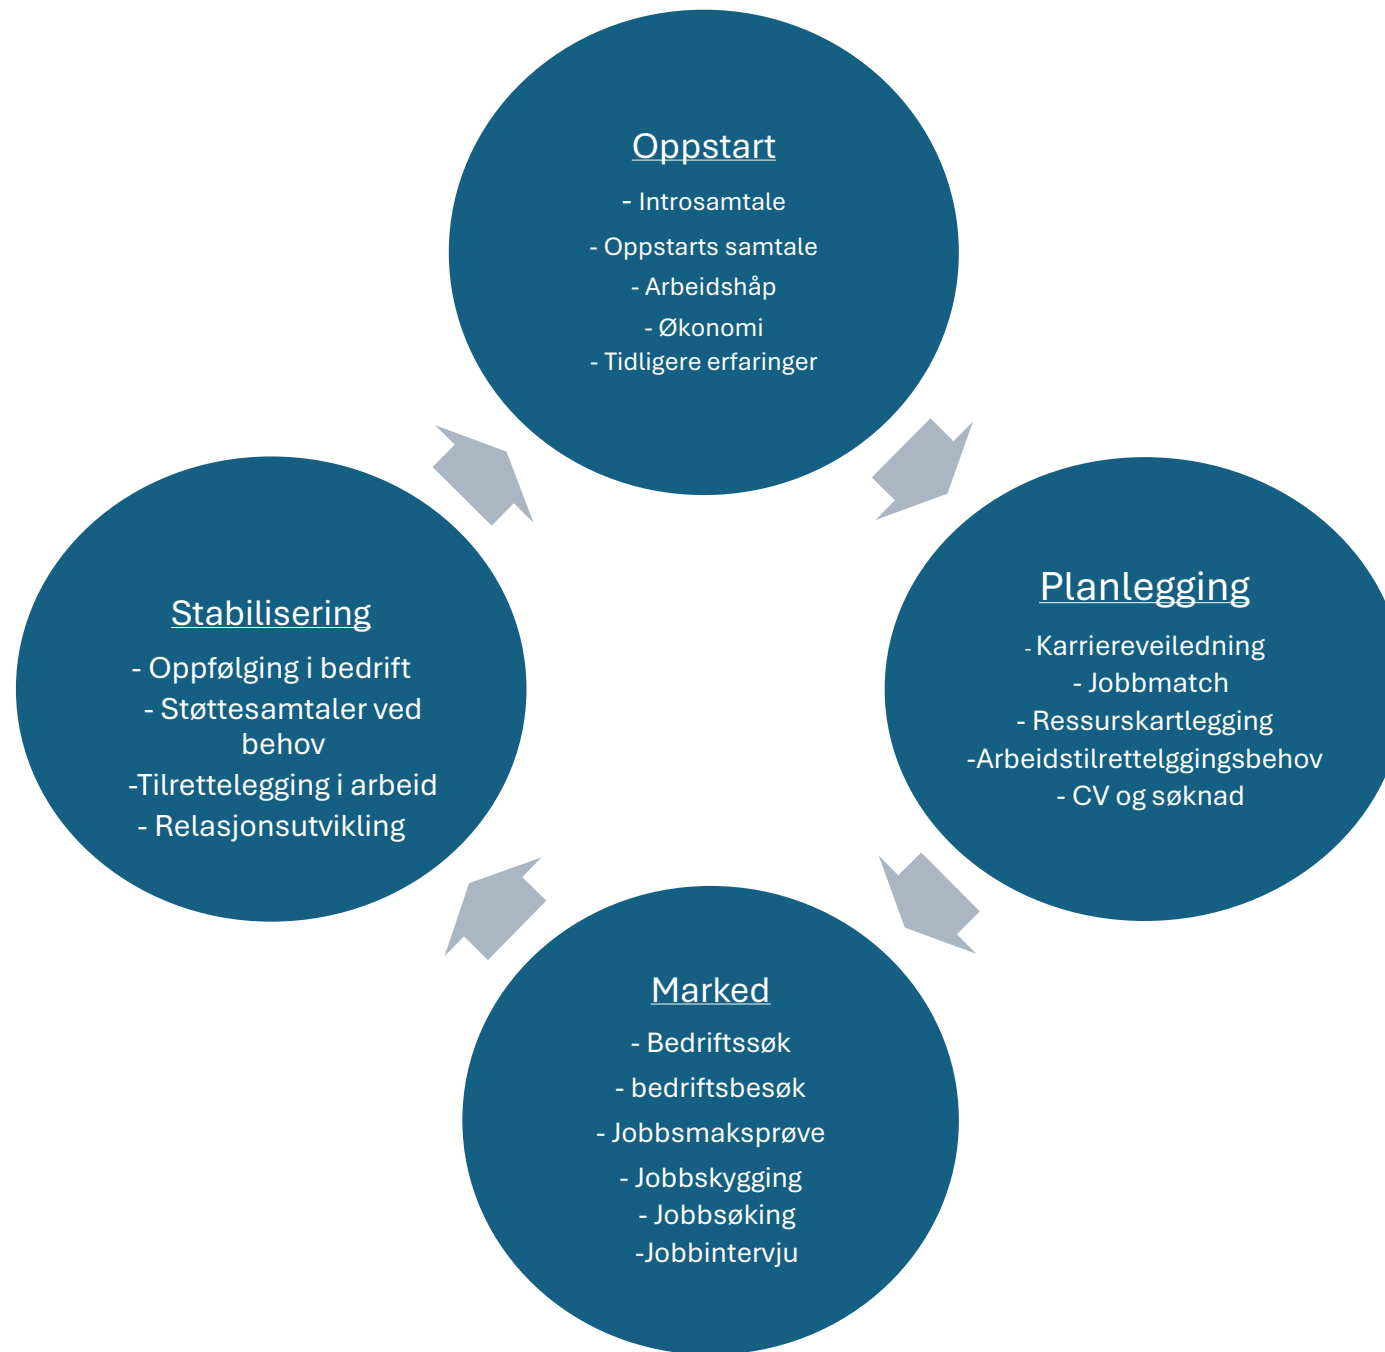 Oppstart
- Introsamtale
- Oppstarts samtale
- Arbeidshåp
- Økonomi
- Tidligere erfaringer
Planlegging
- Karriereveiledning
- Jobbmatch
- Ressurskartlegging
-Arbeidstilrettelggingsbehov
- CV og søknad
Marked
- Bedriftssøk
- bedriftsbesøk
- Jobbsmaksprøve
- Jobbskygging
- Jobbsøking
-Jobbintervju
Stabilisering
- Oppfølging i bedrift
- Støttesamtaler ved
behov
-Tilrettelegging i arbeid
- Relasjonsutvikling